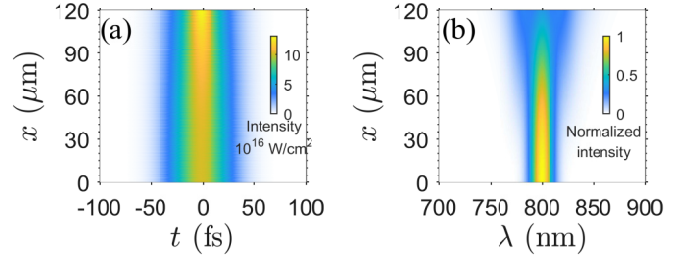 120
(a)
90
60
30
0
x (μm)
10
5
0
Intensity
10^16 W/cm^2
-100 -50 0 50 100
t (fs)
120
(b)
90
60
30
0
x (μm)
1
0.5
0
Normalized
intensity
700 750 800 850 900
λ (nm)